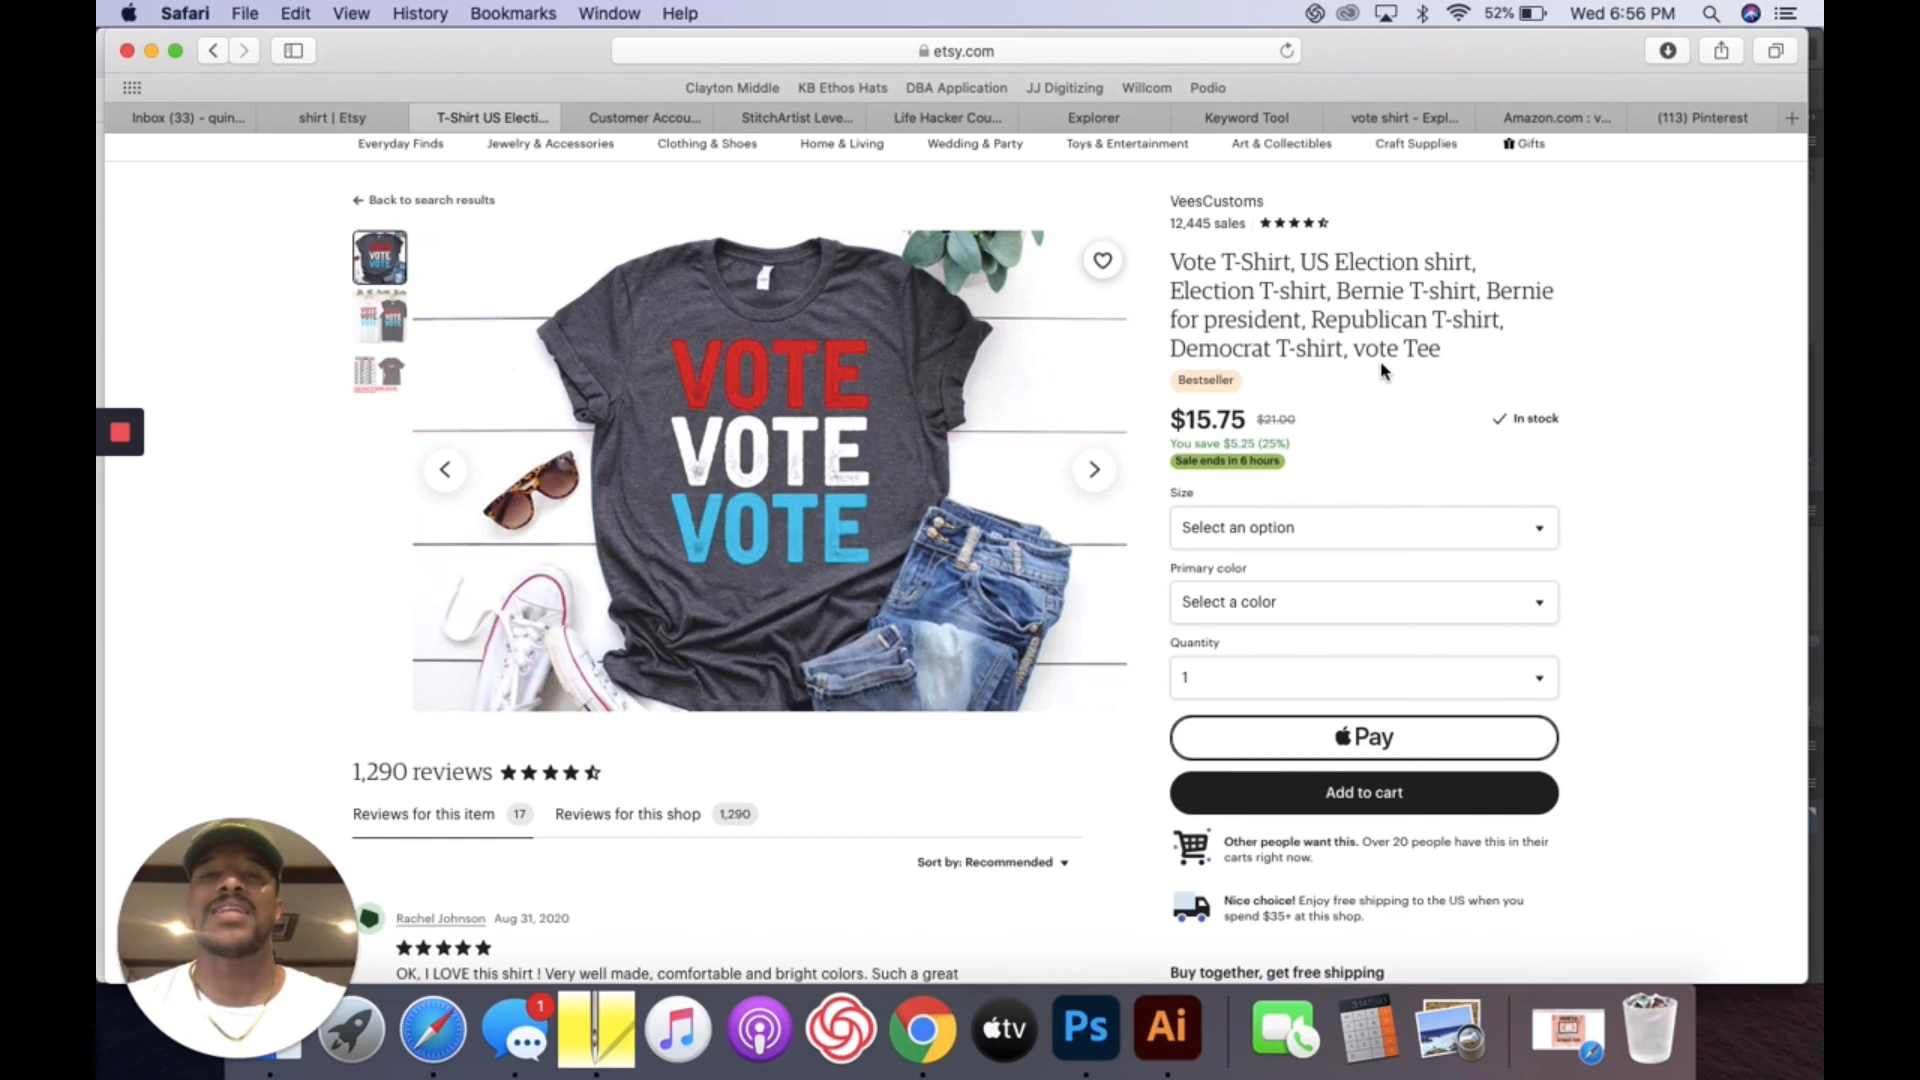 Safari File Edit View History Bookmarks Window Help 52% Wed 6:56 PM
etsy.com
Clayton Middle KB Ethos Hats DBA Application JJ Digitizing Willcom Podio
Inbox (33) - quin... shirt | Etsy T-Shirt US Electi... Customer Accou... StitchArtist Leve... Life Hacker Cou... Explorer Keyword Tool vote shirt - Expl... Amazon.com : v... (113) Pinterest
Everyday Finds Jewelry & Accessories Clothing & Shoes Home & Living Wedding & Party Toys & Entertainment Art & Collectibles Craft Supplies Gifts
Back to search results
VOTE
VOTE
VOTE
VeesCustoms
12,445 sales
Vote T-Shirt, US Election shirt,
Election T-shirt, Bernie T-shirt, Bernie
for president, Republican T-shirt,
Democrat T-shirt, vote Tee
Bestseller
$15.75 $21.00 In stock
You save $5.25 (25%)
Sale ends in 6 hours
Size
Select an option
Primary color
Select a color
Quantity
1
Pay
Add to cart
Other people want this. Over 20 people have this in their
carts right now.
Nice choice! Enjoy free shipping to the US when you
spend $35+ at this shop.
Buy together, get free shipping
1,290 reviews
Reviews for this item 17 Reviews for this shop 1,290
Sort by: Recommended
Rachel Johnson Aug 31, 2020
OK, I LOVE this shirt ! Very well made, comfortable and bright colors. Such a great
1
tv
Ps
Ai